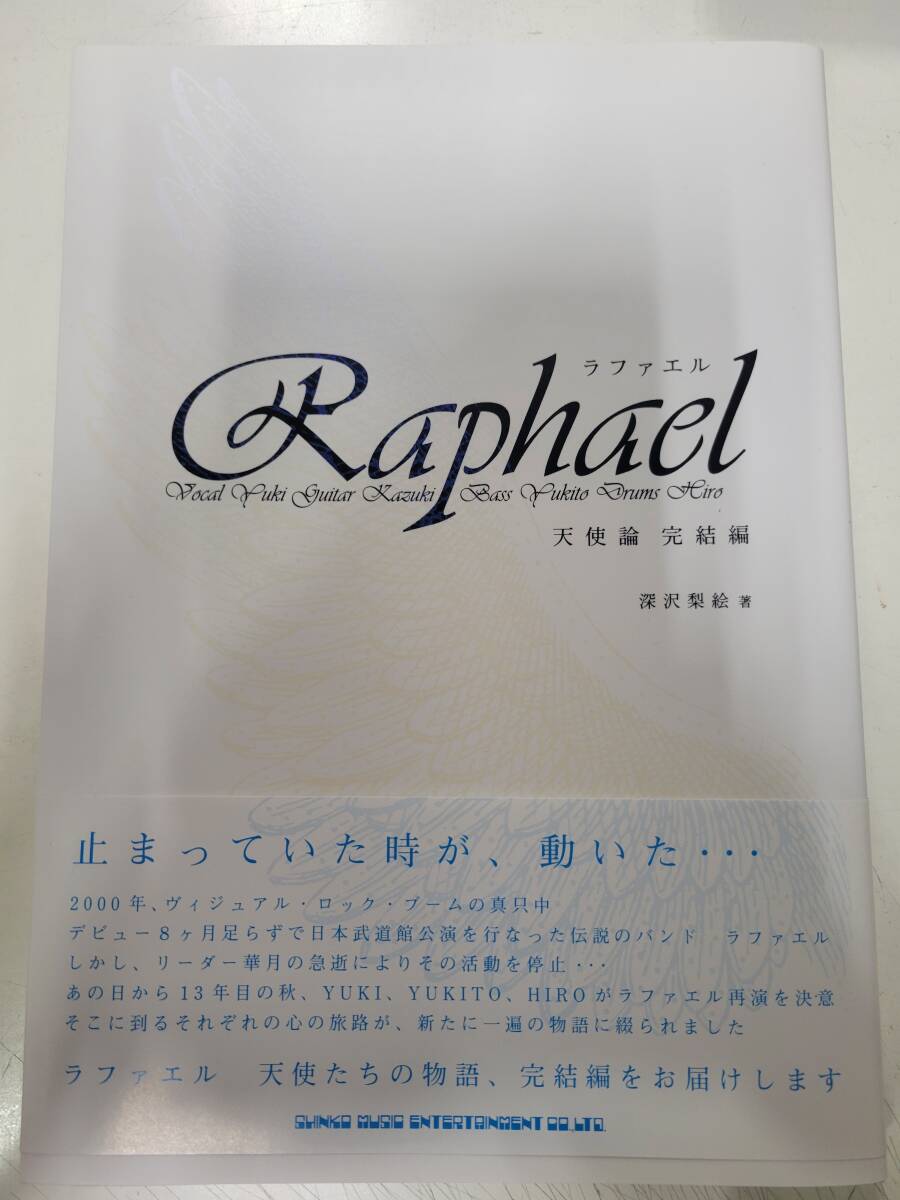 ラファエル
Raphael
Vocal Yuki Guitar Kazuki Bass Yukito Drums Hiro
天使論 完結編
深沢梨絵 著
止まっていた時が、動いた・・・
2000年、ヴィジュアル・ロック・ブームの真只中
デビュー8ヶ月足らずで日本武道館公演を行なった伝説のバンド　ラファエル
しかし、リーダー華月の急逝によりその活動を停止・・・
あの日から13年目の秋、YUKI、YUKITO、HIROがラファエル再演を決意
そこに到るそれぞれの心の旅路が、新たに一遍の物語に綴られました
ラファエル　天使たちの物語、完結編をお届けします
SHINKO MUSIC ENTERTAINMENT CO.,LTD.